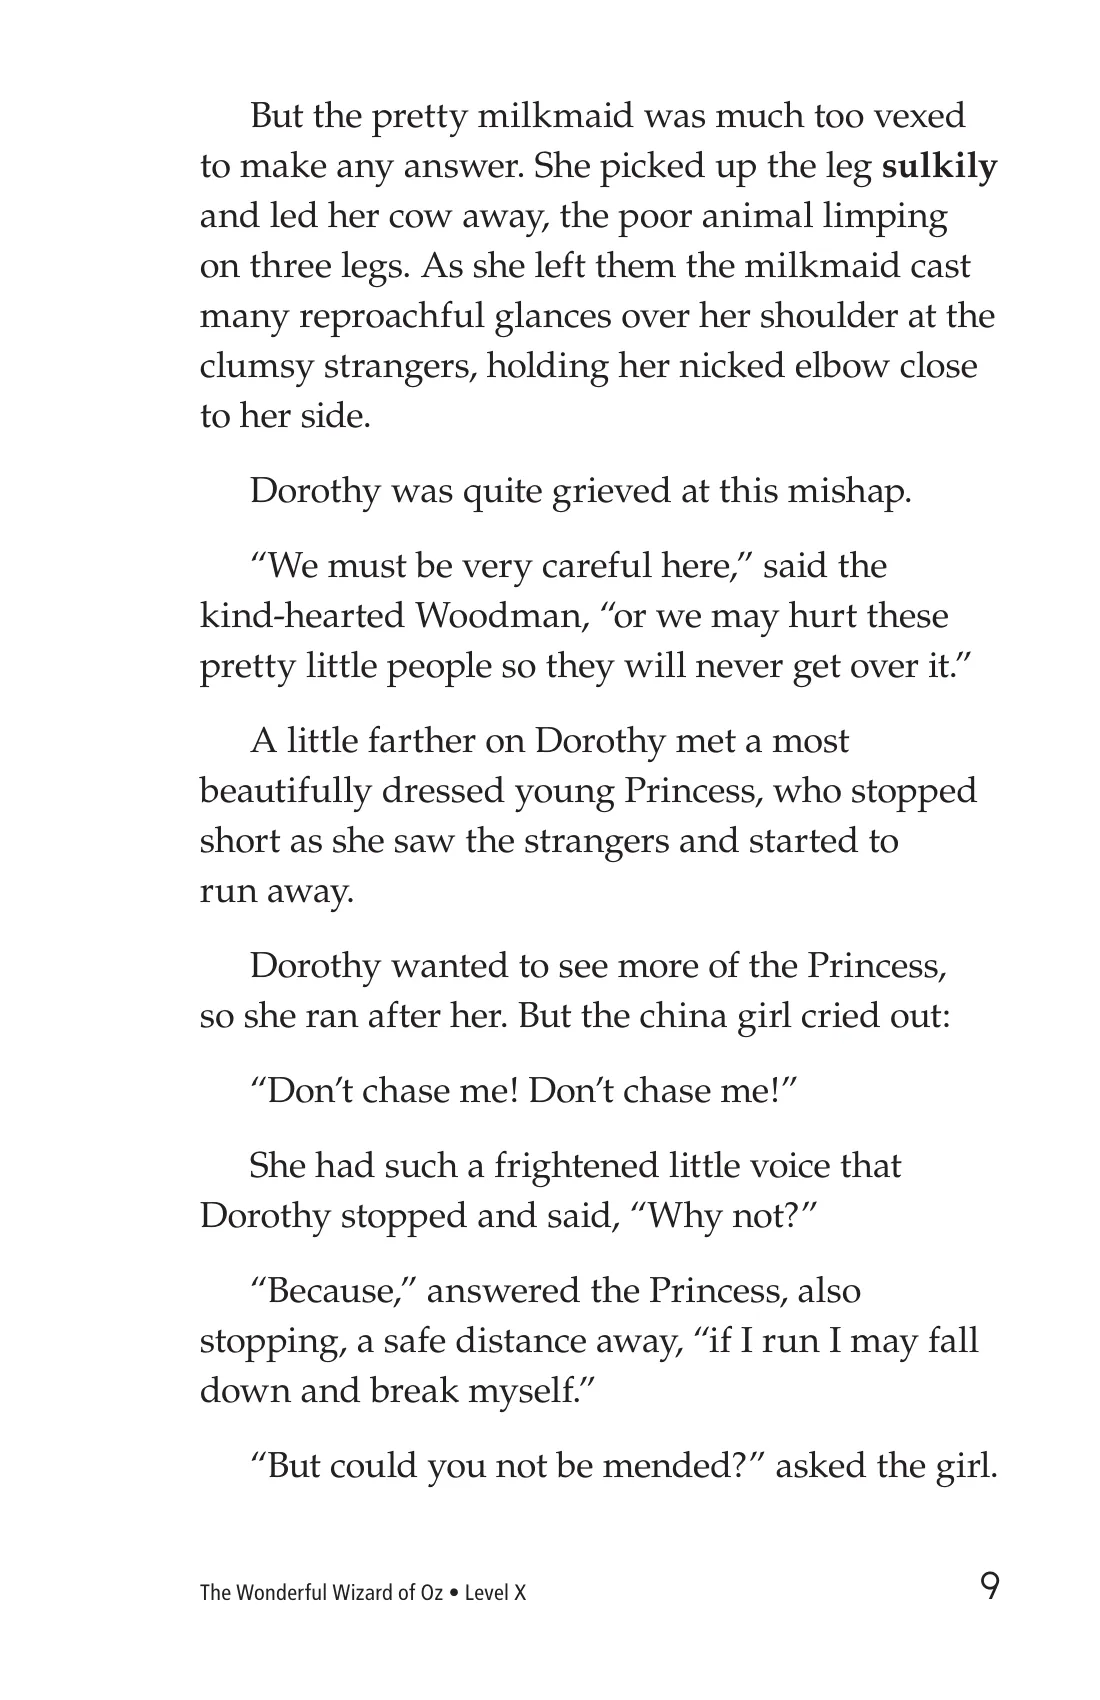 But the pretty milkmaid was much too vexed
to make any answer. She picked up the leg sulkily
and led her cow away, the poor animal limping
on three legs. As she left them the milkmaid cast
many reproachful glances over her shoulder at the
clumsy strangers, holding her nicked elbow close
to her side.
Dorothy was quite grieved at this mishap.
“We must be very careful here,” said the
kind-hearted Woodman, “or we may hurt these
pretty little people so they will never get over it.”
A little farther on Dorothy met a most
beautifully dressed young Princess, who stopped
short as she saw the strangers and started to
run away.
Dorothy wanted to see more of the Princess,
so she ran after her. But the china girl cried out:
“Don’t chase me! Don’t chase me!”
She had such a frightened little voice that
Dorothy stopped and said, “Why not?”
“Because,” answered the Princess, also
stopping, a safe distance away, “if I run I may fall
down and break myself.”
“But could you not be mended?” asked the girl.
The Wonderful Wizard of Oz • Level X
9